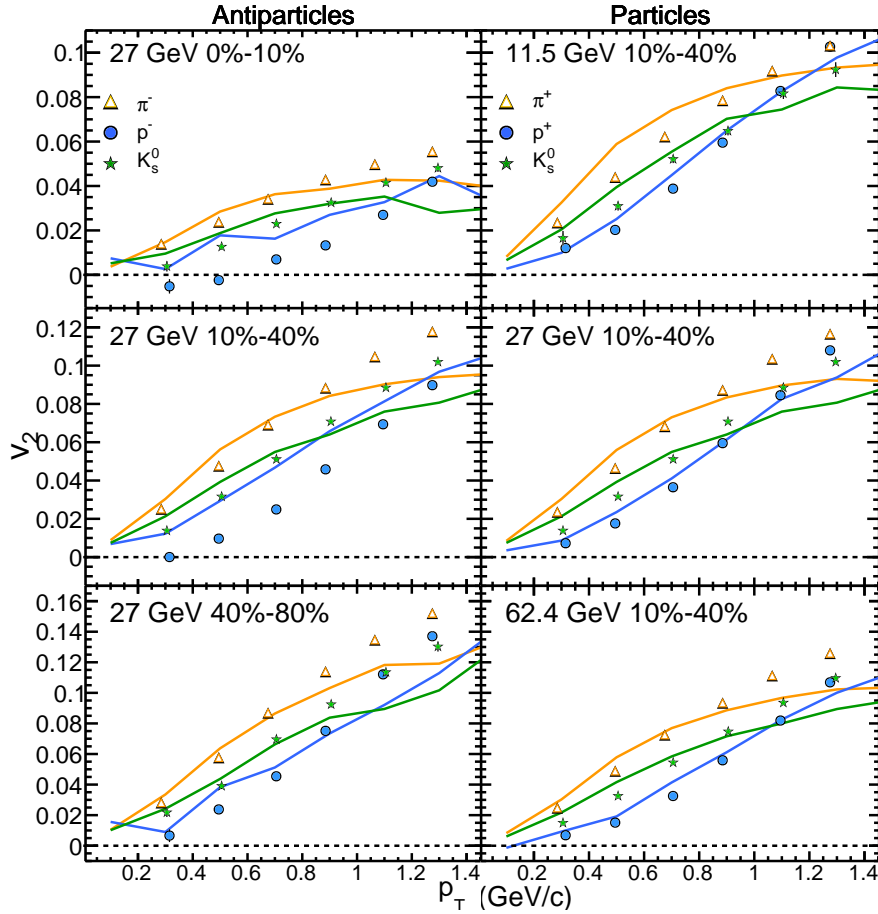 Antiparticles
Particles
27 GeV 0%-10%
π⁻
p⁻
K⁰ₛ
0.1
0.08
0.06
0.04
0.02
0
11.5 GeV 10%-40%
π⁺
p⁺
K⁰ₛ
27 GeV 10%-40%
0.12
0.1
0.08
0.06
0.04
0.02
0
27 GeV 10%-40%
v₂
27 GeV 40%-80%
0.16
0.14
0.12
0.1
0.08
0.06
0.04
0.02
0
62.4 GeV 10%-40%
0.2 0.4 0.6 0.8 1 1.2 1.4
0.2 0.4 0.6 0.8 1 1.2 1.4
p_T (GeV/c)